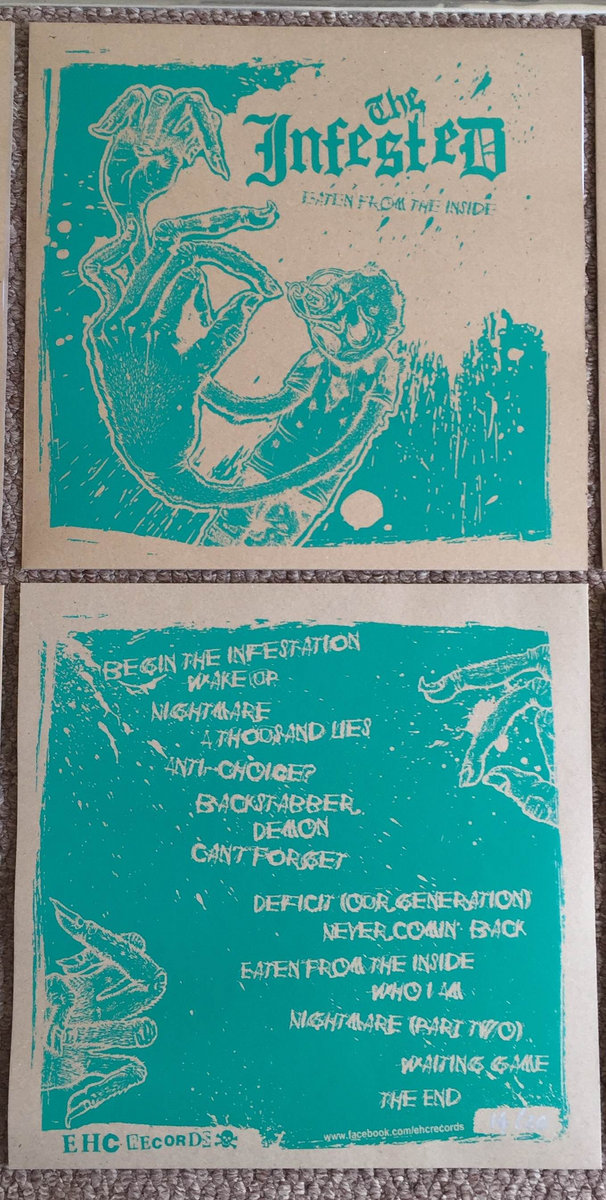 The
Infested
EATEN FROM THE INSIDE
BEGIN THE INFESTATION
WAKE UP
NIGHTMARE
A THOUSAND LIES
ANTI-CHOICE?
BACKSTABBER
DEMON
CAN'T FORGET
DEFICIT (OUR GENERATION)
NEVER COMIN' BACK
EATEN FROM THE INSIDE
WHO I AM
NIGHTMARE (PART TWO)
WAITING GAME
THE END
EHC RECORDS
www.facebook.com/ehcrecords